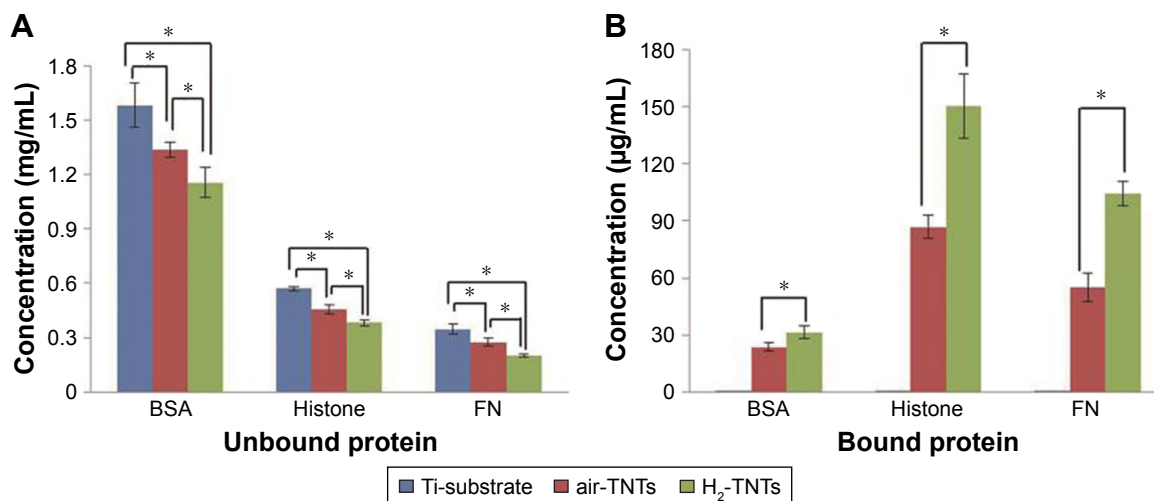 A
Concentration (mg/mL)
1.8
1.5
1.2
0.9
0.6
0.3
0
*
*
*
*
*
*
*
*
*
BSA Histone FN
Unbound protein
B
Concentration (µg/mL)
180
150
120
90
60
30
0
*
*
*
BSA Histone FN
Bound protein
Ti-substrate air-TNTs H₂-TNTs